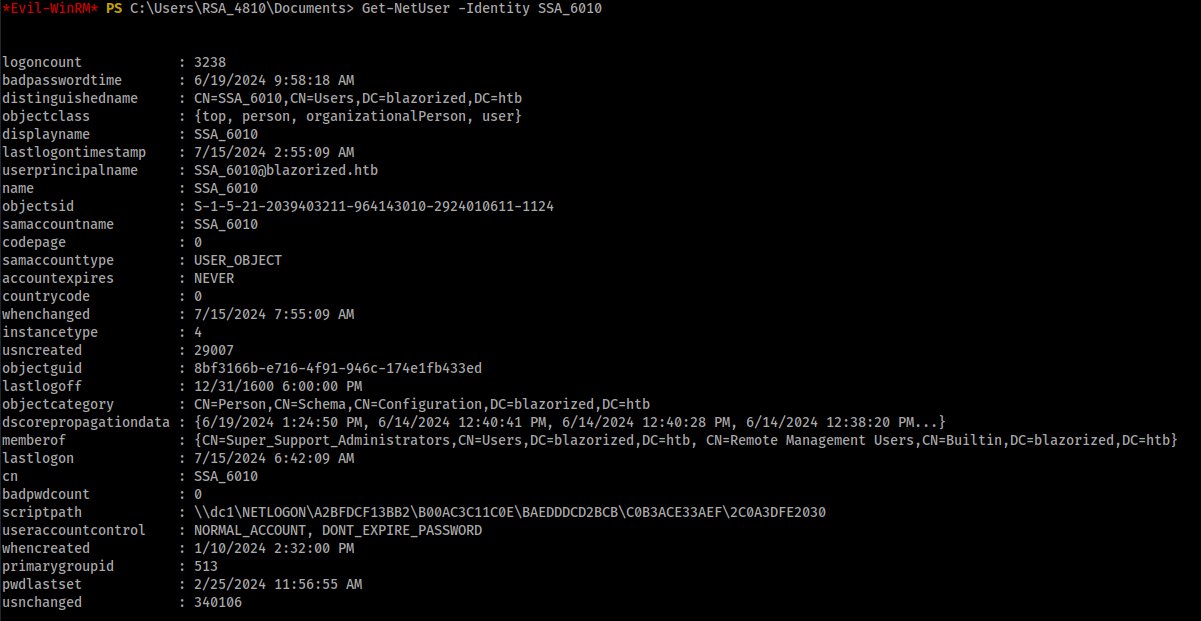 *Evil-WinRM* PS C:\Users\RSA_4810\Documents> Get-NetUser -Identity SSA_6010
logoncount : 3238
badpasswordtime : 6/19/2024 9:58:18 AM
distinguishedname : CN=SSA_6010,CN=Users,DC=blazorized,DC=htb
objectclass : {top, person, organizationalPerson, user}
displayname : SSA_6010
lastlogontimestamp : 7/15/2024 2:55:09 AM
userprincipalname : SSA_6010@blazorized.htb
name : SSA_6010
objectsid : S-1-5-21-2039403211-964143010-2924010611-1124
samaccountname : SSA_6010
codepage : 0
samaccounttype : USER_OBJECT
accountexpires : NEVER
countrycode : 0
whenchanged : 7/15/2024 7:55:09 AM
instancetype : 4
usncreated : 29007
objectguid : 8bf3166b-e716-4f91-946c-174e1fb433ed
lastlogoff : 12/31/1600 6:00:00 PM
objectcategory : CN=Person,CN=Schema,CN=Configuration,DC=blazorized,DC=htb
dscorepropagationdata : {6/19/2024 1:24:50 PM, 6/14/2024 12:40:41 PM, 6/14/2024 12:40:28 PM, 6/14/2024 12:38:20 PM...}
memberof : {CN=Super_Support_Administrators,CN=Users,DC=blazorized,DC=htb, CN=Remote Management Users,CN=Builtin,DC=blazorized,DC=htb}
lastlogon : 7/15/2024 6:42:09 AM
cn : SSA_6010
badpwdcount : 0
scriptpath : \\dc1\NETLOGON\A2BFDCF13BB2\B00AC3C11C0E\BAEDDDCD2BCB\C0B3ACE33AEF\2C0A3DFE2030
useraccountcontrol : NORMAL_ACCOUNT, DONT_EXPIRE_PASSWORD
whencreated : 1/10/2024 2:32:00 PM
primarygroupid : 513
pwdlastset : 2/25/2024 11:56:55 AM
usnchanged : 340106